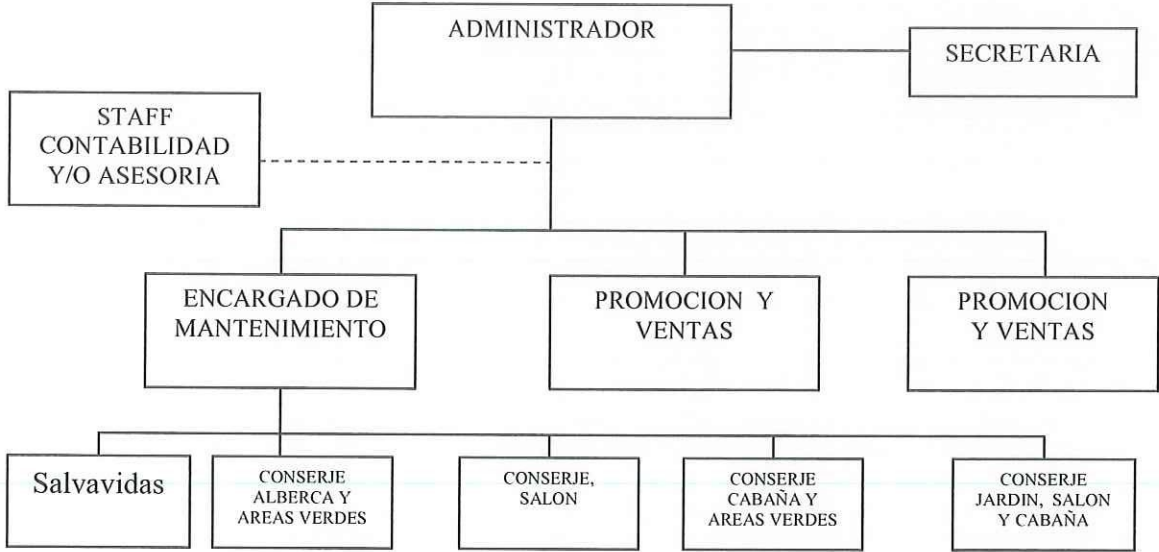 ADMINISTRADOR
SECRETARIA
STAFF
CONTABILIDAD
Y/O ASESORIA
ENCARGADO DE
MANTENIMIENTO
PROMOCION Y
VENTAS
PROMOCION
Y VENTAS
Salvavidas
CONSERJE
ALBERCA Y
AREAS VERDES
CONSERJE,
SALON
CONSERJE
CABAÑA Y
AREAS VERDES
CONSERJE
JARDIN, SALON
Y CABAÑA